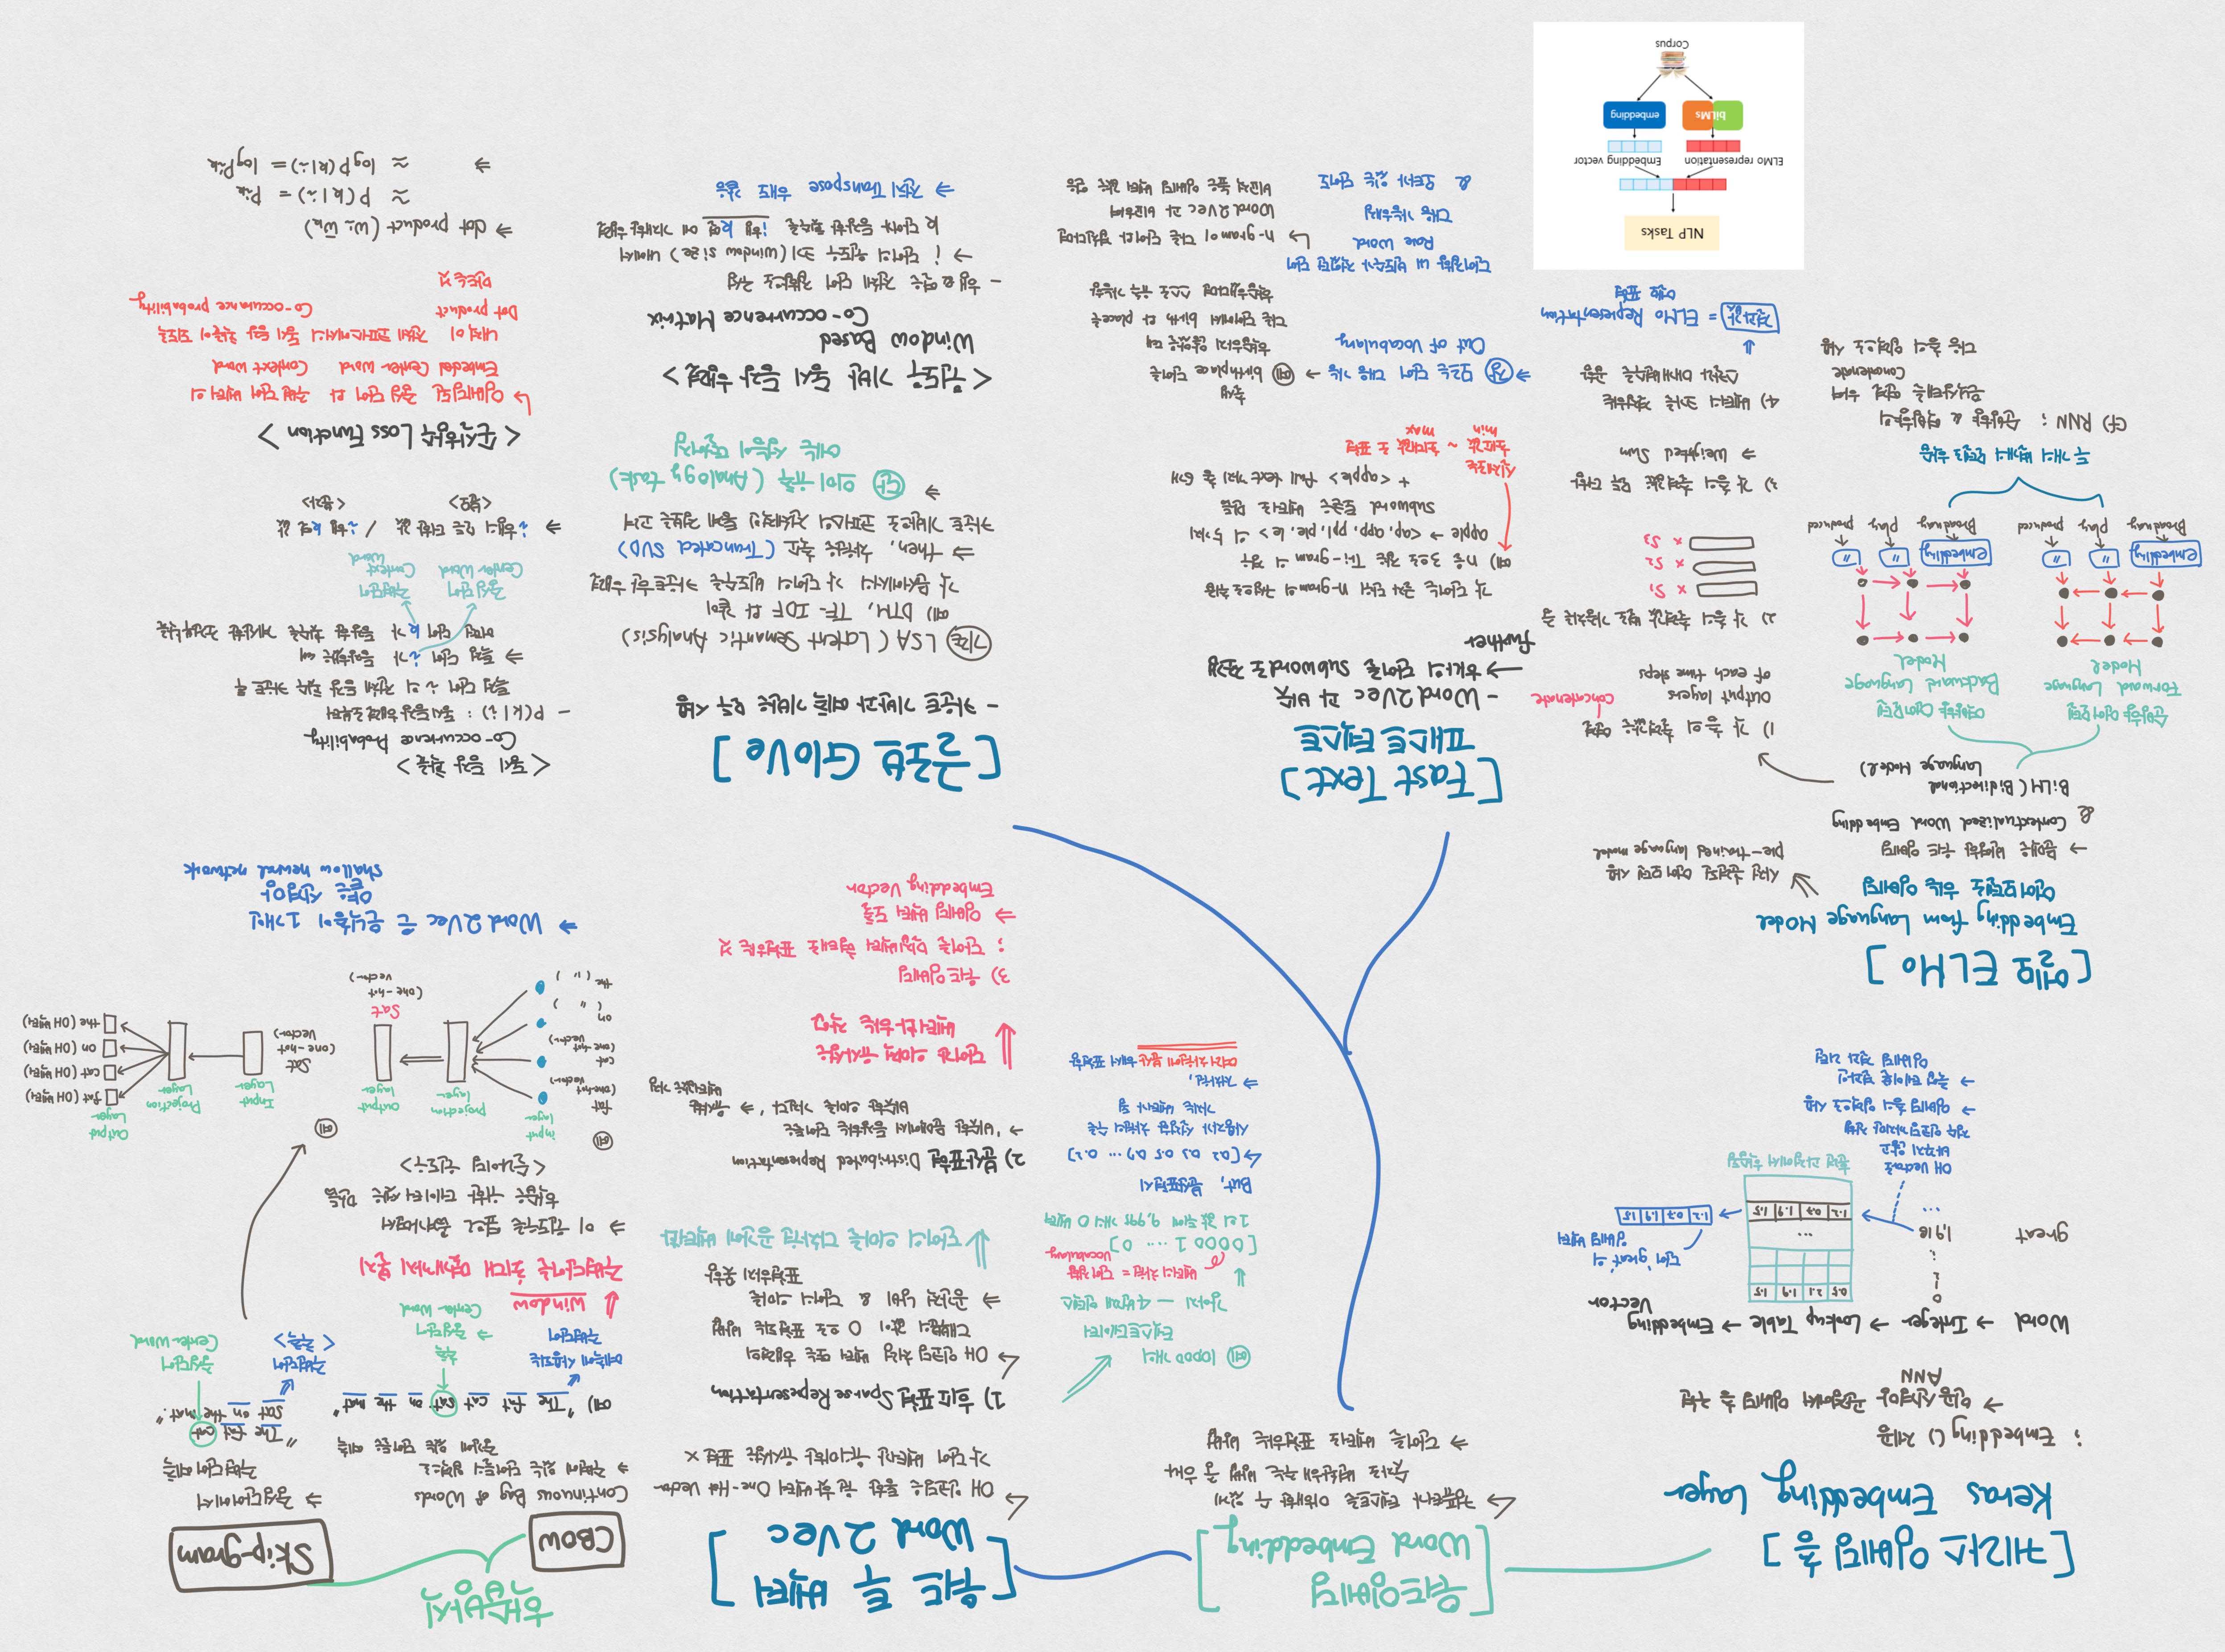 [케라스 임베딩 층]
Keras Embedding Layer
; Embedding() 제공
→ 인공 신경망 관점에서 임베딩 층 구현
ANN
Word → Integer → Lookup Table → Embedding Vector
0
1
0.5 2.1 1.9 1.5
great
1,918
...
...
1.2 0.7 1.9 1.5
1.2 0.7 1.9 1.5
단어 'great'의
임베딩 벡터
훈련 과정에서 학습됨
OH Vector로
바꾸지 않고
정수 인코딩까지만 진행
→ 임베딩 층의 입력으로 사용
→ 룩업 테이블 결과인
임베딩 결과 리턴
[워드임베딩
Word Embedding]
↳ 컴퓨터가 텍스트를 이해할 수 있게
숫자로 변환해 주는 방법 중 하나
⇒ 단어를 벡터로 표현하는 방법
예 10000개의
텍스트데이터
강아지 — 4번째 인덱스
벡터의 차원 = 단어 집합
Vocabulary
[0 0 0 0 1 ... 0]
1의 값 뒤에 9,995개의 0 벡터
But, 분산표현시
↳ [0.2 0.3 0.5 0.7 ... 0.2]
사용자가 설정한 차원의 수를
가지는 벡터가 됨
⇒ 저차원,
여러 차원에 분산해서 표현함
[워드 투 벡터
Word 2Vec]
↳ OH 인코딩을 통한 원 핫 벡터 One-Hot Vector
각 단어 벡터간 유의미한 유사성을 표현 X
1) 희소 표현 Sparse Representation
↳ OH 인코딩처럼 벡터 또는 행렬의
대부분의 값이 0으로 표현되는 방법
⇒ 공간적 낭비 & 단어의 의미를
표현하지 못함
⇓ 단어의 의미를 다차원 공간에 벡터화
2) 분산표현 Distributed Representation
→ '비슷한 문맥에서 등장하는 단어들은
비슷한 의미를 가진다' ⇒ 유사한
벡터값을 가짐
⇓ 단어간 의미적 유사성을
벡터화 하는 작업
3) 워드임베딩
; 단어를 밀집벡터 형태로 표현하는 것
⇒ 임베딩 벡터 도출
Embedding Vector
학습방식
CBOW
Continuous Bag of Words
⇒ 주변에 있는 단어들의 입력으로
중간에 있는 단어들을 예측
예) "The fat cat sat on the mat"
예측에 사용되는
주변단어
추측
⇒ 중심단어
Center Word
⇓ Window
주변단어를 최대 몇개까지 볼지
⇒ 이 윈도우를 옆으로 옮겨가면서
학습을 위한 데이터 셋을 만듦
<슬라이딩 윈도우>
예
input layer
projection layer
output layer
fat
(one-hot vector)
cat
(one-hot vector)
on
( " )
the ( " )
Sat
(one-hot vector)
Skip-gram
⇒ 중심단어에서
주변단어 예측
"The fat cat
sat on the mat."
주변단어
<추측>
중심단어
Center Word
예
Input Layer
Projection Layer
Output Layer
Sat
(one-hot vector)
fat (OH 벡터)
cat (OH 벡터)
on (OH 벡터)
the (OH 벡터)
⇒ Word 2Vec 은 은닉층이 1개인
얕은 신경망
shallow neural network
[엘모 ELMo]
Embedding from Language Model
언어모델로 하는 임베딩
사전 훈련된 언어 모델 사용
pre-trained language model
→ 문맥을 반영한 워드 임베딩
& Contextualized Word Embedding
BiLM (Bidirectional
Language Model)
순방향 언어모델
Forward Language
Model
역방향 언어모델
Backward Language
Model
embedding " "
Broadway play produced
embedding " "
Broadway play produced
두 개의 별개의 모델로 학습
cf) RNN ; 순방향 & 역방향의
은닉상태를 연결 하여
Concatenate
다음 층의 입력으로 사용
1) 각 층의 출력값을 연결
concatenate
output layers
of each time steps
2) 각 층의 출력값 별로 가중치를 줌
x S1
x S2
x S3
3) 각 층의 출력값을 모두 더함
⇒ Weighted Sum
4) 벡터의 크기를 결정하는
스칼라 매개변수를 곱함
⇓
결과값 = ELMo Representation
엘모 표현
NLP Tasks
ELMo representation
Embedding vector
biLMs
embedding
Corpus
[Fast Text]
패스트 텍스트
- Word 2Vec 과 비슷
→ 하나의 단어를 subword로 쪼갬
further
각 단어는 글자 단위 n-gram의 구성으로 취급
예) n을 3으로 잡은 Tri-gram의 경우
apple → <ap, app, ppl, ple, le> 의 5가지
subword 토큰을 벡터로 만듦
+ <apple> full text 까지 총 6개
실제로는
최소값 ~ 최대값 로 표현
min max
⇒ 장 모르는 단어 대응 가능 →
Out of Vocabulary
출생
예 birthplace 단어를
학습하지 않았을 때
다른 단어에서 birth 와 place를
학습했다면 스스로 유추 가능함
단어집합 내 빈도수가 적었던 단어
Rare Word
대응 가능해짐
& 오타가 있는 단어도
↳ n-gram이 다른 단어와 겹친다면
Word 2Vec과 비교하여
비교적 높은 임베딩 벡터 값을 얻음
[글로브 GloVe]
- 카운트 기반과 예측 기반을 모두 사용
기존 LSA (Latent Semantic Analysis)
예) DTM, TF-IDF 와 같이
각 문서에서의 각 단어의 빈도수를 카운트한 행렬
⇒ then, 차원을 축소 (Truncated SVD)
카운트 기반으로 코퍼스의 전체적인 통계 정보를 고려
⇒ 단 의미 유추 (Analogy task)
에는 성능이 떨어짐
<윈도우 기반 동시 등장 행렬>
Window Based
Co-occurrence Matrix
- 행 & 열은 전체 단어 집합으로 구성
→ i 단어의 윈도우 크기 (window size) 내에서
k 단어가 등장한 횟수를 i행 k열 에 기재한 행렬
⇒ 전치 Transpose 해도 같음
<동시 등장 확률>
Co-occurrence Probability
- P(k|i) : 동시등장 행렬로부터
특정 단어 i 의 전체 등장 횟수 카운트 후
⇒ 특정 단어 i가 등장했을 때
어떤 단어 k가 등장한 횟수를 계산한 조건부확률
중심단어
Center Word
주변단어
Context Word
⇒ i행의 모든 더한 값 / i행 k열 값
<분모> <분자>
<손실함수 Loss Function>
↳ 임베딩된 중심 단어 와 주변 단어 벡터의
Embeded Center Word Context Word
내적이 전체 코퍼스에서의 동시 등장 확률이 되도록
Dot product Co-occurance probability
만드는것
⇒ dot product (wi w̃k)
≈ P(k|i) = Pik
⇒ ≈ log P(k|i) = log Pik